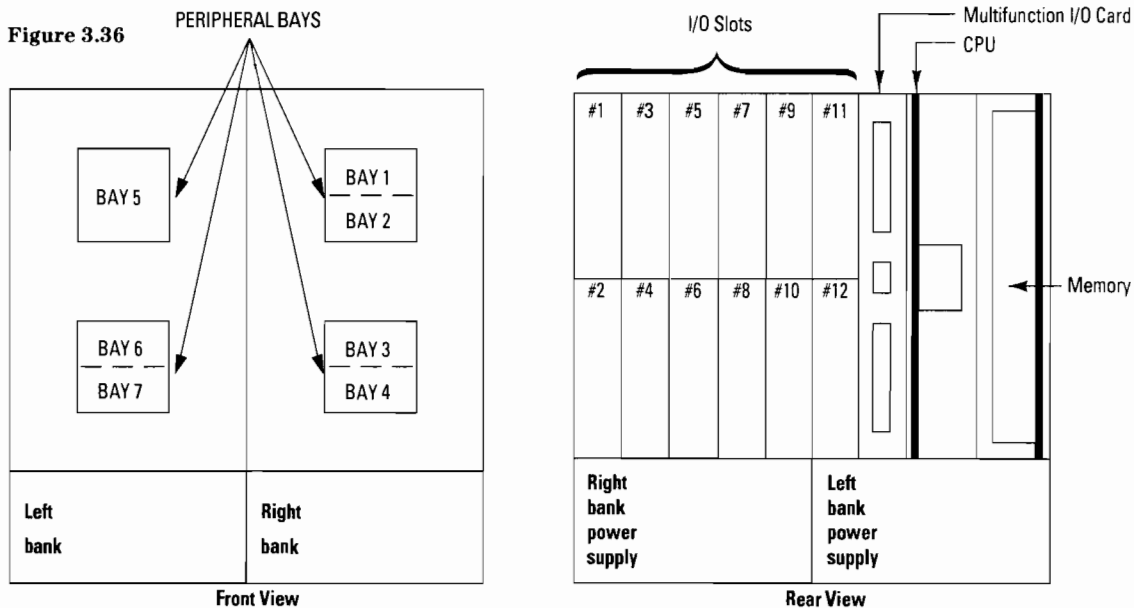 Figure 3.36
PERIPHERAL BAYS
BAY 5
BAY 1
BAY 2
BAY 6
BAY 7
BAY 3
BAY 4
Left
bank
Right
bank
Front View
I/O Slots
Multifunction I/O Card
CPU
#1 #3 #5 #7 #9 #11
#2 #4 #6 #8 #10 #12
Memory
Right
bank
power
supply
Left
bank
power
supply
Rear View